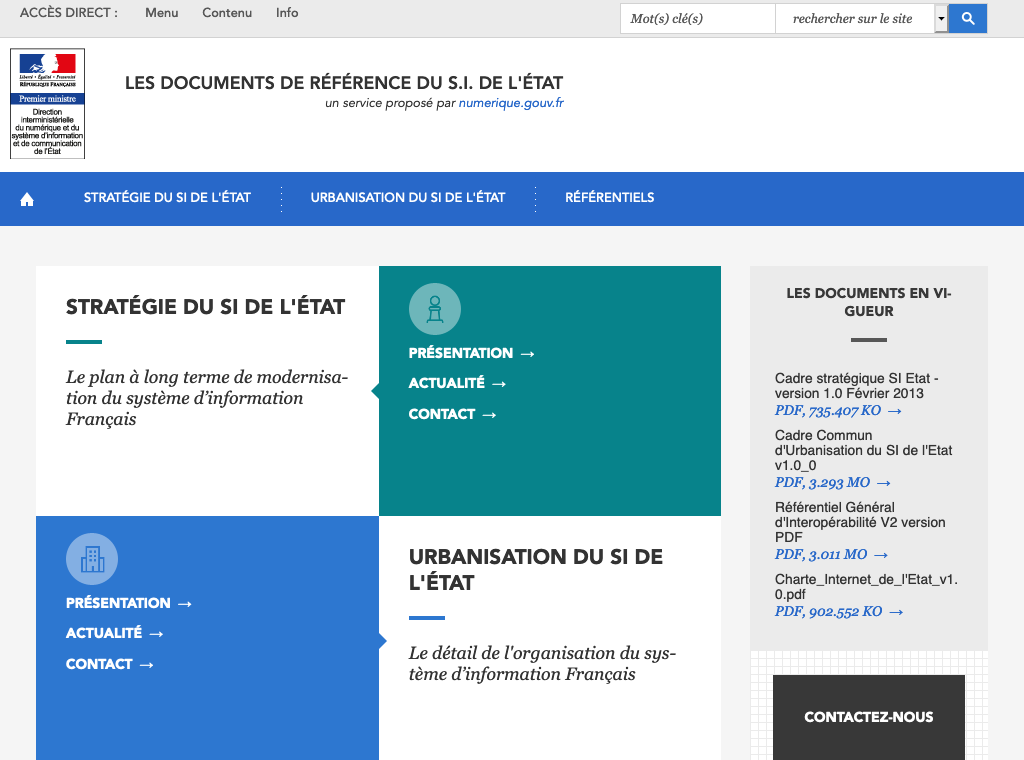 ACCÈS DIRECT :
Menu
Contenu
Info
Mot(s) clé(s)
rechercher sur le site
Liberté • Égalité • Fraternité
RÉPUBLIQUE FRANÇAISE
Premier ministre
Direction
interministérielle
du numérique et du
système d'information
et de communication
de l'État
LES DOCUMENTS DE RÉFÉRENCE DU S.I. DE L'ÉTAT
un service proposé par numerique.gouv.fr
STRATÉGIE DU SI DE L'ÉTAT
URBANISATION DU SI DE L'ÉTAT
RÉFÉRENTIELS
STRATÉGIE DU SI DE L'ÉTAT
Le plan à long terme de modernisa-
tion du système d’information
Français
PRÉSENTATION →
ACTUALITÉ →
CONTACT →
PRÉSENTATION →
ACTUALITÉ →
CONTACT →
URBANISATION DU SI DE
L'ÉTAT
Le détail de l'organisation du sys-
tème d’information Français
LES DOCUMENTS EN VI-
GUEUR
Cadre stratégique SI Etat -
version 1.0 Février 2013
PDF, 735.407 KO →
Cadre Commun
d'Urbanisation du SI de l'Etat
v1.0_0
PDF, 3.293 MO →
Référentiel Général
d'Interopérabilité V2 version
PDF
PDF, 3.011 MO →
Charte_Internet_de_l'Etat_v1.
0.pdf
PDF, 902.552 KO →
CONTACTEZ-NOUS